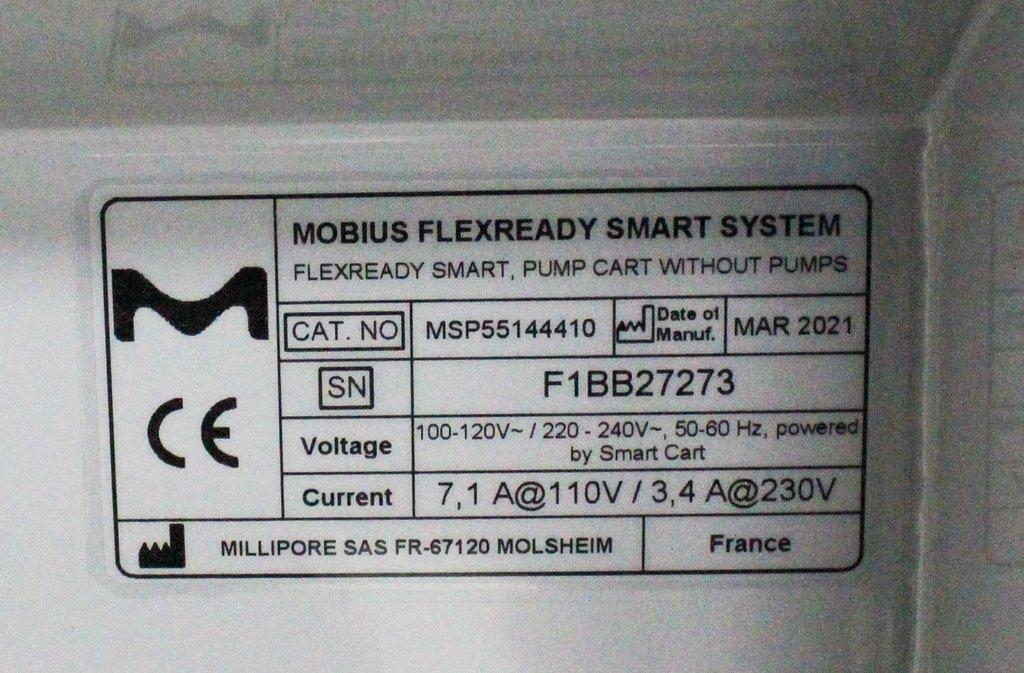 MOBIUS FLEXREADY SMART SYSTEM
FLEXREADY SMART, PUMP CART WITHOUT PUMPS
CAT. NO MSP55144410 Date of Manuf. MAR 2021
SN F1BB27273
Voltage 100-120V~ / 220 - 240V~, 50-60 Hz, powered
by Smart Cart
Current 7,1 A@110V / 3,4 A@230V
CE
MILLIPORE SAS FR-67120 MOLSHEIM France